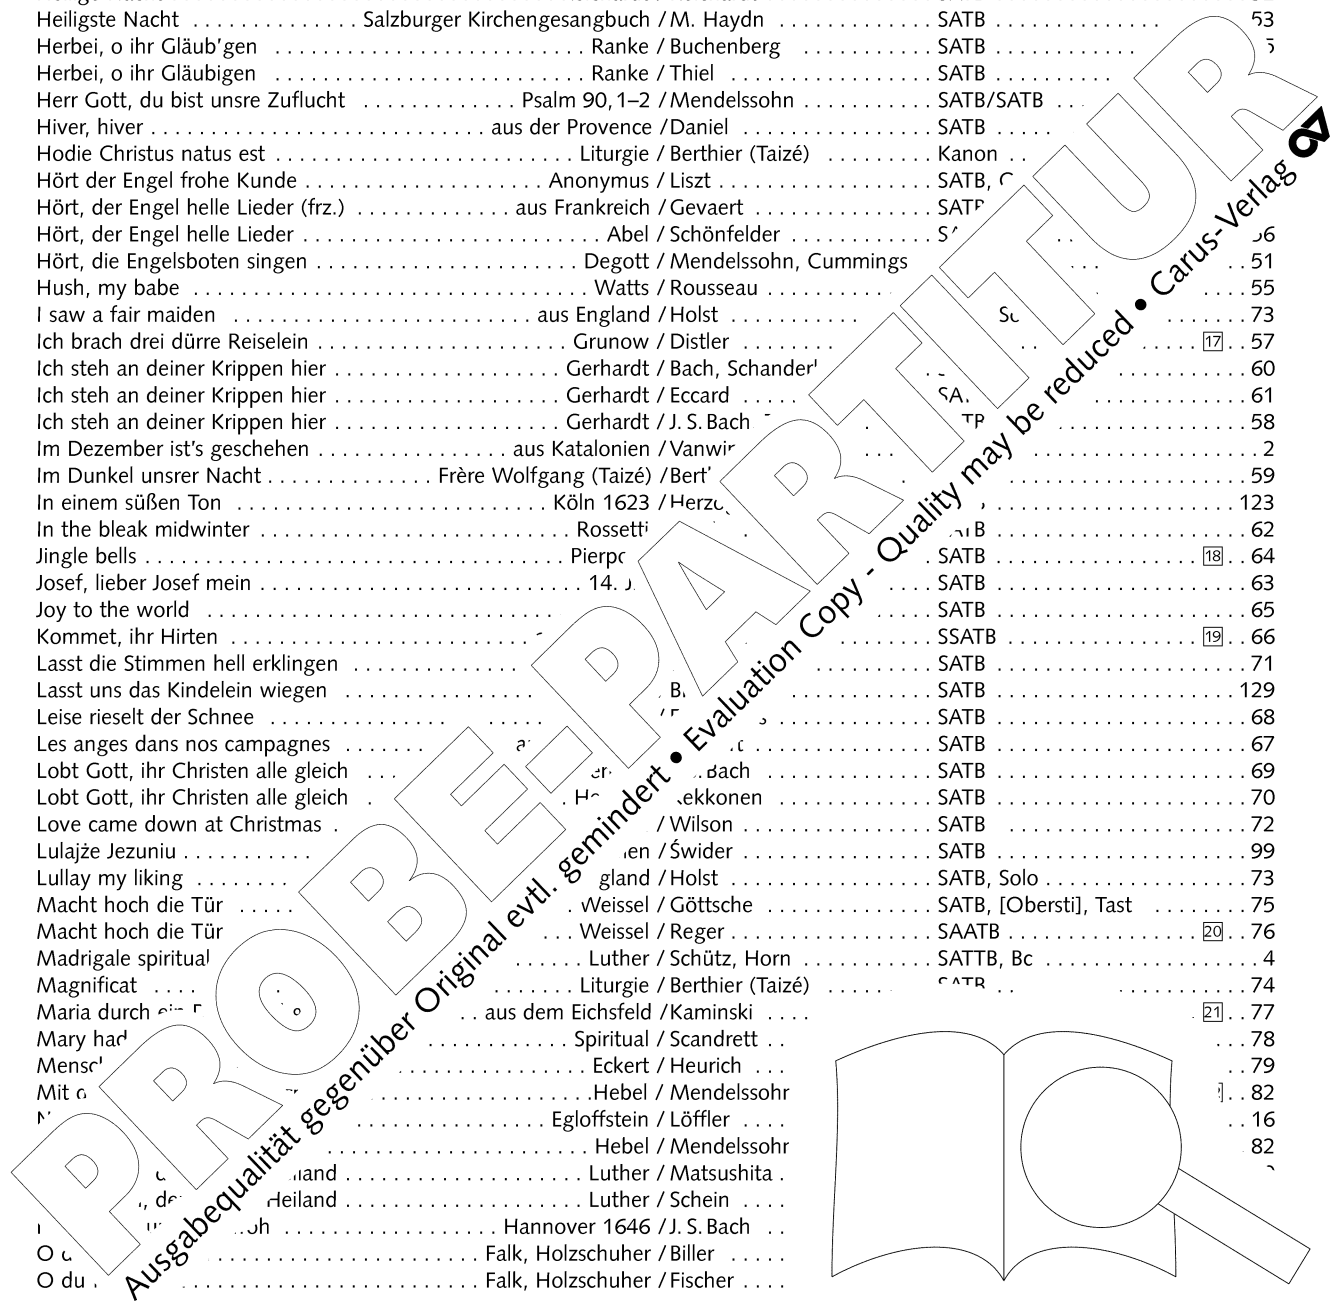 Heiligste Nacht . . . . . . . . . . . . . . Salzburger Kirchengesangbuch / M. Haydn . . . . . . . . . . . . . SATB . . . . . . . . . . . . . 53
Herbei, o ihr Gläub'gen . . . . . . . . . . Ranke / Buchenberg . . . . . . . . . . SATB . . . . . . . . . .
Herbei, o ihr Gläubigen . . . . . . . . . . Ranke / Thiel . . . . . . . . . . SATB . . . . . . . . . .
Herr Gott, du bist unsre Zuflucht . . . . . . . . . . Psalm 90,1–2 / Mendelssohn . . . . . . . . . . SATB/SATB . . .
Hiver, hiver . . . . . . . . . . aus der Provence / Daniel . . . . . . . . . . SATB . . . . .
Hodie Christus natus est . . . . . . . . . . Liturgie / Berthier (Taizé) . . . . . . . . Kanon . .
Hört der Engel frohe Kunde . . . . . . . . . . Anonymus / Liszt . . . . . . . . . . SATB,
Hört, der Engel helle Lieder (frz.) . . . . . . . . . . aus Frankreich / Gevaert . . . . . . . . . .
Hört, der Engel helle Lieder . . . . . . . . . . Abel / Schönfelder . . . . . . . . . .
Hört, die Engelsboten singen . . . . . . . . . . Degott / Mendelssohn, Cummings . . 51
Hush, my babe . . . . . . . . . . Watts / Rousseau . . . . . . . . . . 55
I saw a fair maiden . . . . . . . . . . aus England / Holst . . . . . . . . . . 73
Ich brach drei dürre Reiselein . . . . . . . . . . Grunow / Distler . . . . . . . . . . 17 . . 57
Ich steh an deiner Krippen hier . . . . . . . . . . Gerhardt / Bach, . . . . . . . . . . 60
Ich steh an deiner Krippen hier . . . . . . . . . . Gerhardt / Eccard . . . . . . . . . . 61
Ich steh an deiner Krippen hier . . . . . . . . . . Gerhardt / J. S. Bach . . . . . . . . . . 58
Im Dezember ist's geschehen . . . . . . . . . . aus Katalonien / . . . . . . . . . . 2
Im Dunkel unsrer Nacht . . . . . . . . . . Frère Wolfgang (Taizé) / . . . . . . . . . . 59
In einem süßen Ton . . . . . . . . . . Köln 1623 / . . . . . . . . . . 123
In the bleak midwinter . . . . . . . . . . Rossetti . . . . . . . . . . 62
Jingle bells . . . . . . . . . . SATB . . . . . . . . . . 18 . . 64
Josef, lieber Josef mein . . . . . . . . . . 14. SATB . . . . . . . . . . 63
Joy to the world . . . . . . . . . . SATB . . . . . . . . . . 65
Kommet, ihr Hirten . . . . . . . . . . SSATB . . . . . . . . . . 19 . . 66
Lasst die Stimmen hell erklingen . . . . . . . . . . SATB . . . . . . . . . . 71
Lasst uns das Kindelein wiegen . . . . . . . . . . SATB . . . . . . . . . . 129
Leise rieselt der Schnee . . . . . . . . . . SATB . . . . . . . . . . 68
Les anges dans nos campagnes . . . . . . . . . . SATB . . . . . . . . . . 67
Lobt Gott, ihr Christen alle gleich . . . Bach . . . . . . . . . . SATB . . . . . . . . . . 69
Lobt Gott, ihr Christen alle gleich . . . . . . . . . . SATB . . . . . . . . . . 70
Love came down at Christmas . / Wilson . . . . . . . . . . SATB . . . . . . . . . . 72
Lulajże Jezuniu . . . . . . . . . . / Świder . . . . . . . . . . SATB . . . . . . . . . . 99
Lullay my liking . . . . . . . . / Holst . . . . . . . . . . SATB, Solo . . . . . . . . . . 73
Macht hoch die Tür . . . . . Weissel / Göttsche . . . . . . . . . . SATB, [Obersti], Tast . . . . . . . . 75
Macht hoch die Tür . . . Weissel / Reger . . . . . . . . . . SAATB . . . . . . . . . . 20 . . 76
Madrigale . . . . . . Luther / Schütz, Horn . . . . . . . . . . SATTB, Bc . . . . . . . . . . 4
Magnificat . . . . . . . . . . Liturgie / Berthier (Taizé) . . . . . SATB . . . . . . . . . . 74
Maria durch . . aus dem Eichsfeld / Kaminski . . . . . 21 . . 77
Mary had . . . . . . . . . . Spiritual / Scandrett . . . . 78
. . . . . . . . . . Eckert / Heurich . . . . . . 79
Mit . . . . . . . . . . Hebel / Mendelssohn . . 82
. . . . . . . . . . Egloffstein / Löffler . . . . . . 16
. . . . . . . . . . Hebel / Mendelssohn 82
. . . . . . . . . . Luther / Matsushita .
Heiland . . . . . . . . . . Luther / Schein . . . .
. . . . . . . . . . Hannover 1646 / J. S. Bach . .
O . . . . . . . . . . Falk, Holzschuher / Biller . . . . .
O du . . . . . . . . . . Falk, Holzschuher / Fischer . . . .
PROBE-PARTITUR
Ausgabequalität gegenüber Original evtl. gemindert • Evaluation Copy - Quality may be reduced • Carus-Verlag